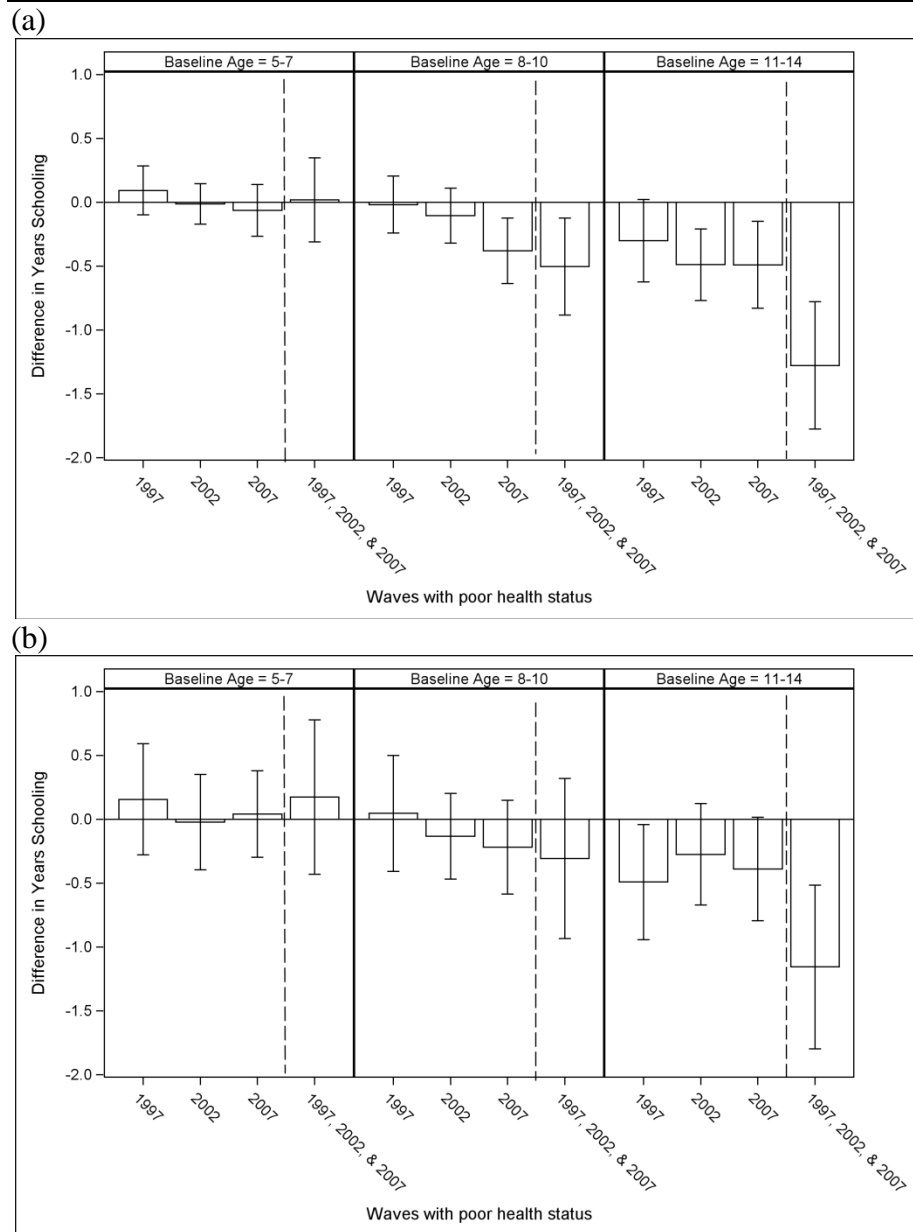 (a)
Baseline Age = 5-7 Baseline Age = 8-10 Baseline Age = 11-14
1.0
0.5
0.0
-0.5
-1.0
-1.5
-2.0
Difference in Years Schooling
1997 2002 2007 1997, 2002, & 2007 1997 2002 2007 1997, 2002, & 2007 1997 2002 2007 1997, 2002, & 2007
Waves with poor health status
(b)
Baseline Age = 5-7 Baseline Age = 8-10 Baseline Age = 11-14
1.0
0.5
0.0
-0.5
-1.0
-1.5
-2.0
Difference in Years Schooling
1997 2002 2007 1997, 2002, & 2007 1997 2002 2007 1997, 2002, & 2007 1997 2002 2007 1997, 2002, & 2007
Waves with poor health status